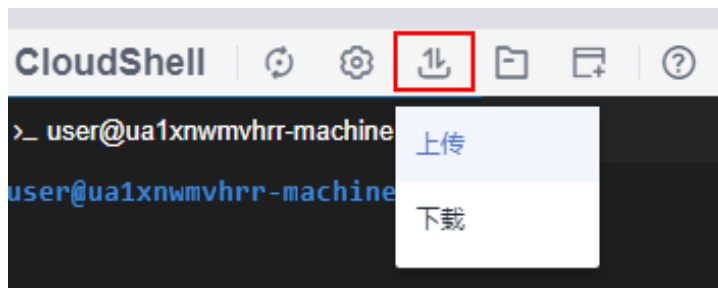 CloudShell
>_ user@ua1xnwmvhrr-machine
上传
user@ua1xnwmvhrr-machine
下载